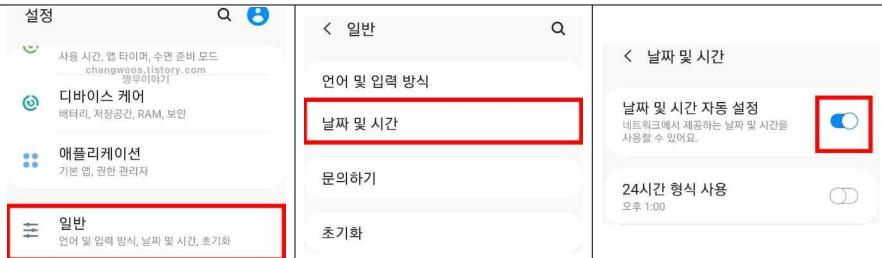 설정
사용 시간, 앱 타이머, 수면 준비 모드
changwoos.tistory.com
짱우이야기
디바이스 케어
배터리, 저장공간, RAM, 보안
애플리케이션
기본 앱, 권한 관리자
일반
언어 및 입력 방식, 날짜 및 시간, 초기화
일반
언어 및 입력 방식
날짜 및 시간
문의하기
초기화
날짜 및 시간
날짜 및 시간 자동 설정
네트워크에서 제공하는 날짜 및 시간을
사용할 수 있어요.
24시간 형식 사용
오후 1:00